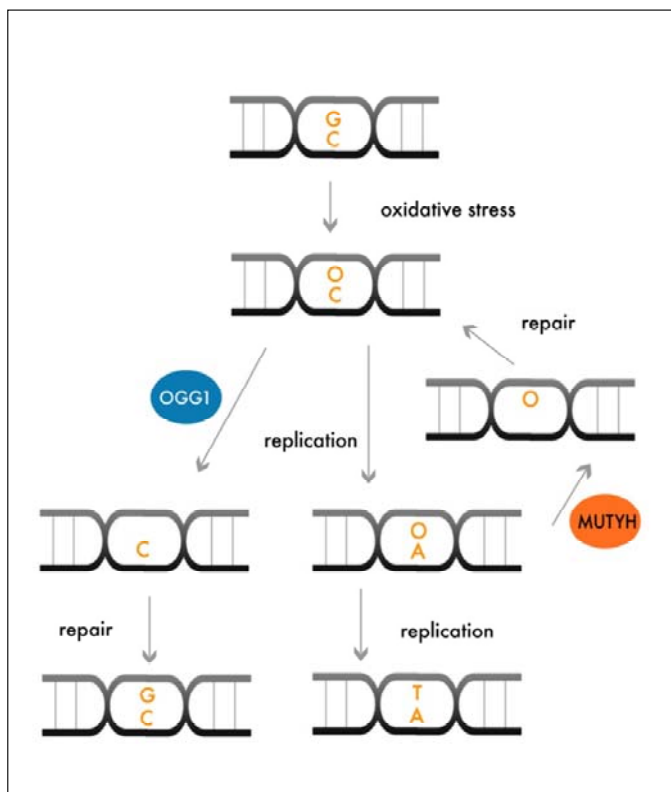 G
C
oxidative stress
O
C
repair
O
OGG1
replication
MUTYH
C
O
A
repair
replication
G
C
T
A